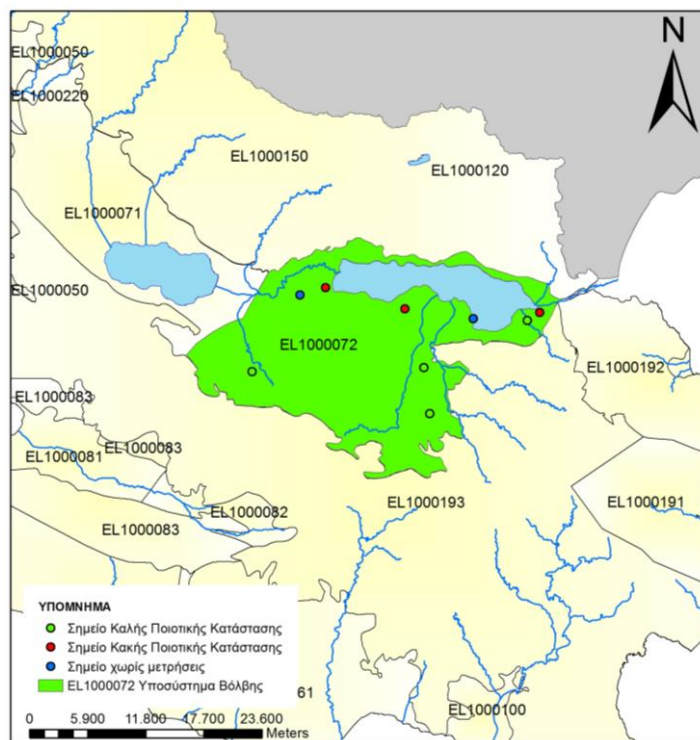 EL1000050
N
EL1000220
EL1000150
EL1000120
EL1000071
EL1000050
EL1000072
EL1000192
EL1000083
EL1000083
EL1000081
EL1000193
EL1000191
EL1000082
EL1000083
ΥΠΟΜΝΗΜΑ
Σημείο Καλής Ποιοτικής Κατάστασης
Σημείο Κακής Ποιοτικής Κατάστασης
Σημείο χωρίς μετρήσεις
EL1000072 Υποσύστημα Βόλβης
61
EL1000100
0 5.900 11.800 17.700 23.600
Meters